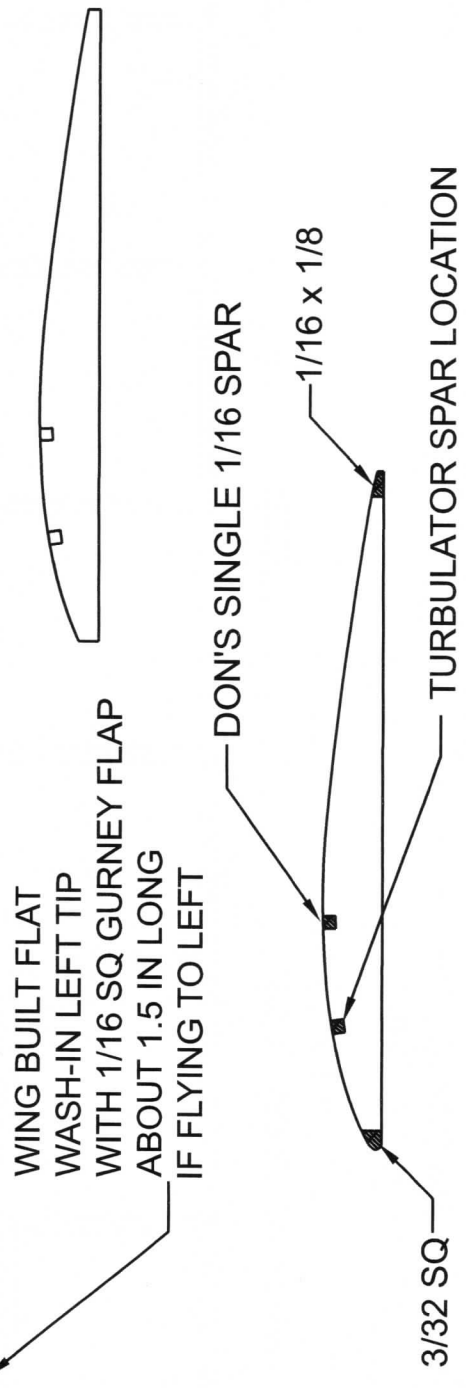 WING BUILT FLAT
WASH-IN LEFT TIP
WITH 1/16 SQ GURNEY FLAP
ABOUT 1.5 IN LONG
IF FLYING TO LEFT
DON'S SINGLE 1/16 SPAR
1/16 x 1/8
3/32 SQ
TURBULATOR SPAR LOCATION